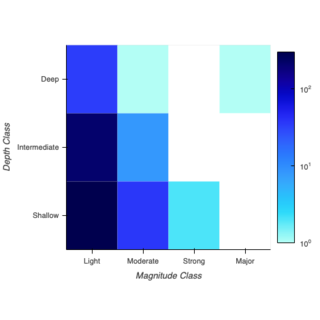 Deep
Intermediate
Shallow
Depth Class
Light Moderate Strong Major
Magnitude Class
10²
10¹
10⁰